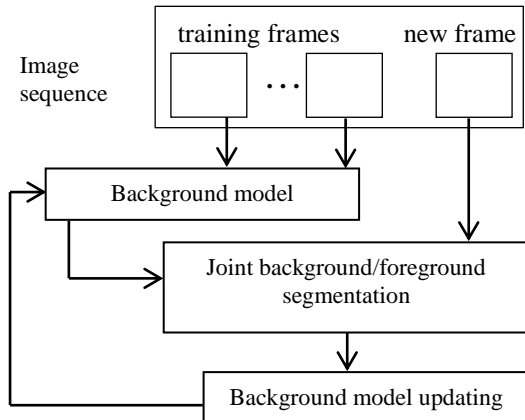 training frames new frame
Image
sequence
...
Background model
Joint background/foreground
segmentation
Background model updating